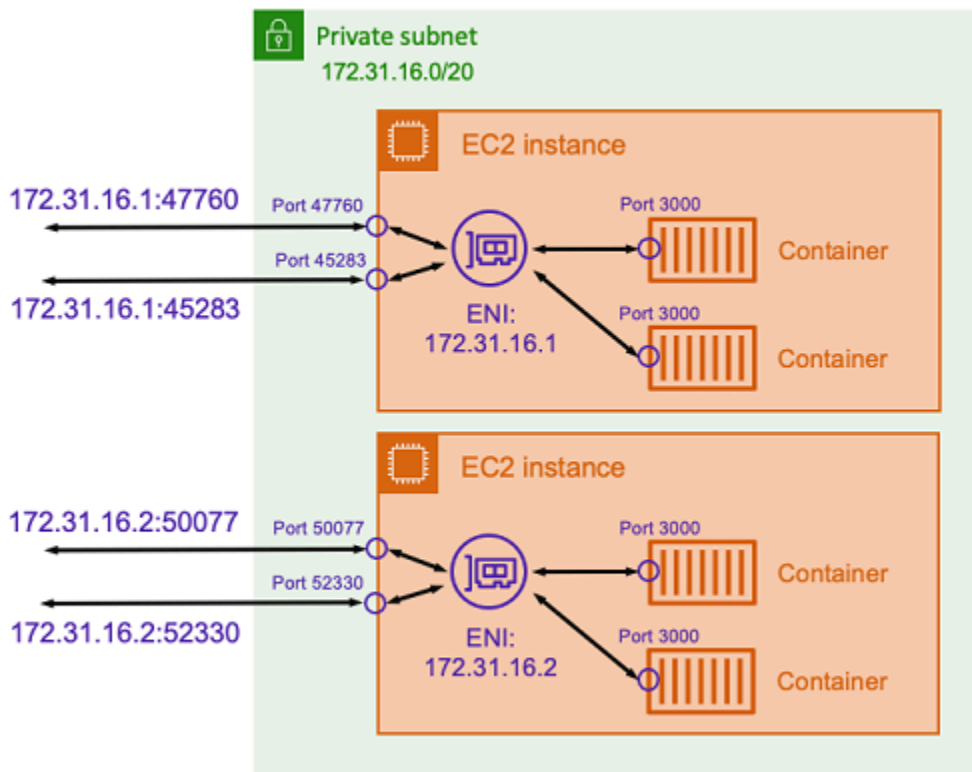 Private subnet
172.31.16.0/20
EC2 instance
172.31.16.1:47760
Port 47760
Port 3000
Container
Port 45283
172.31.16.1:45283
ENI:
172.31.16.1
Port 3000
Container
EC2 instance
172.31.16.2:50077
Port 50077
Port 3000
Container
Port 52330
172.31.16.2:52330
ENI:
172.31.16.2
Port 3000
Container